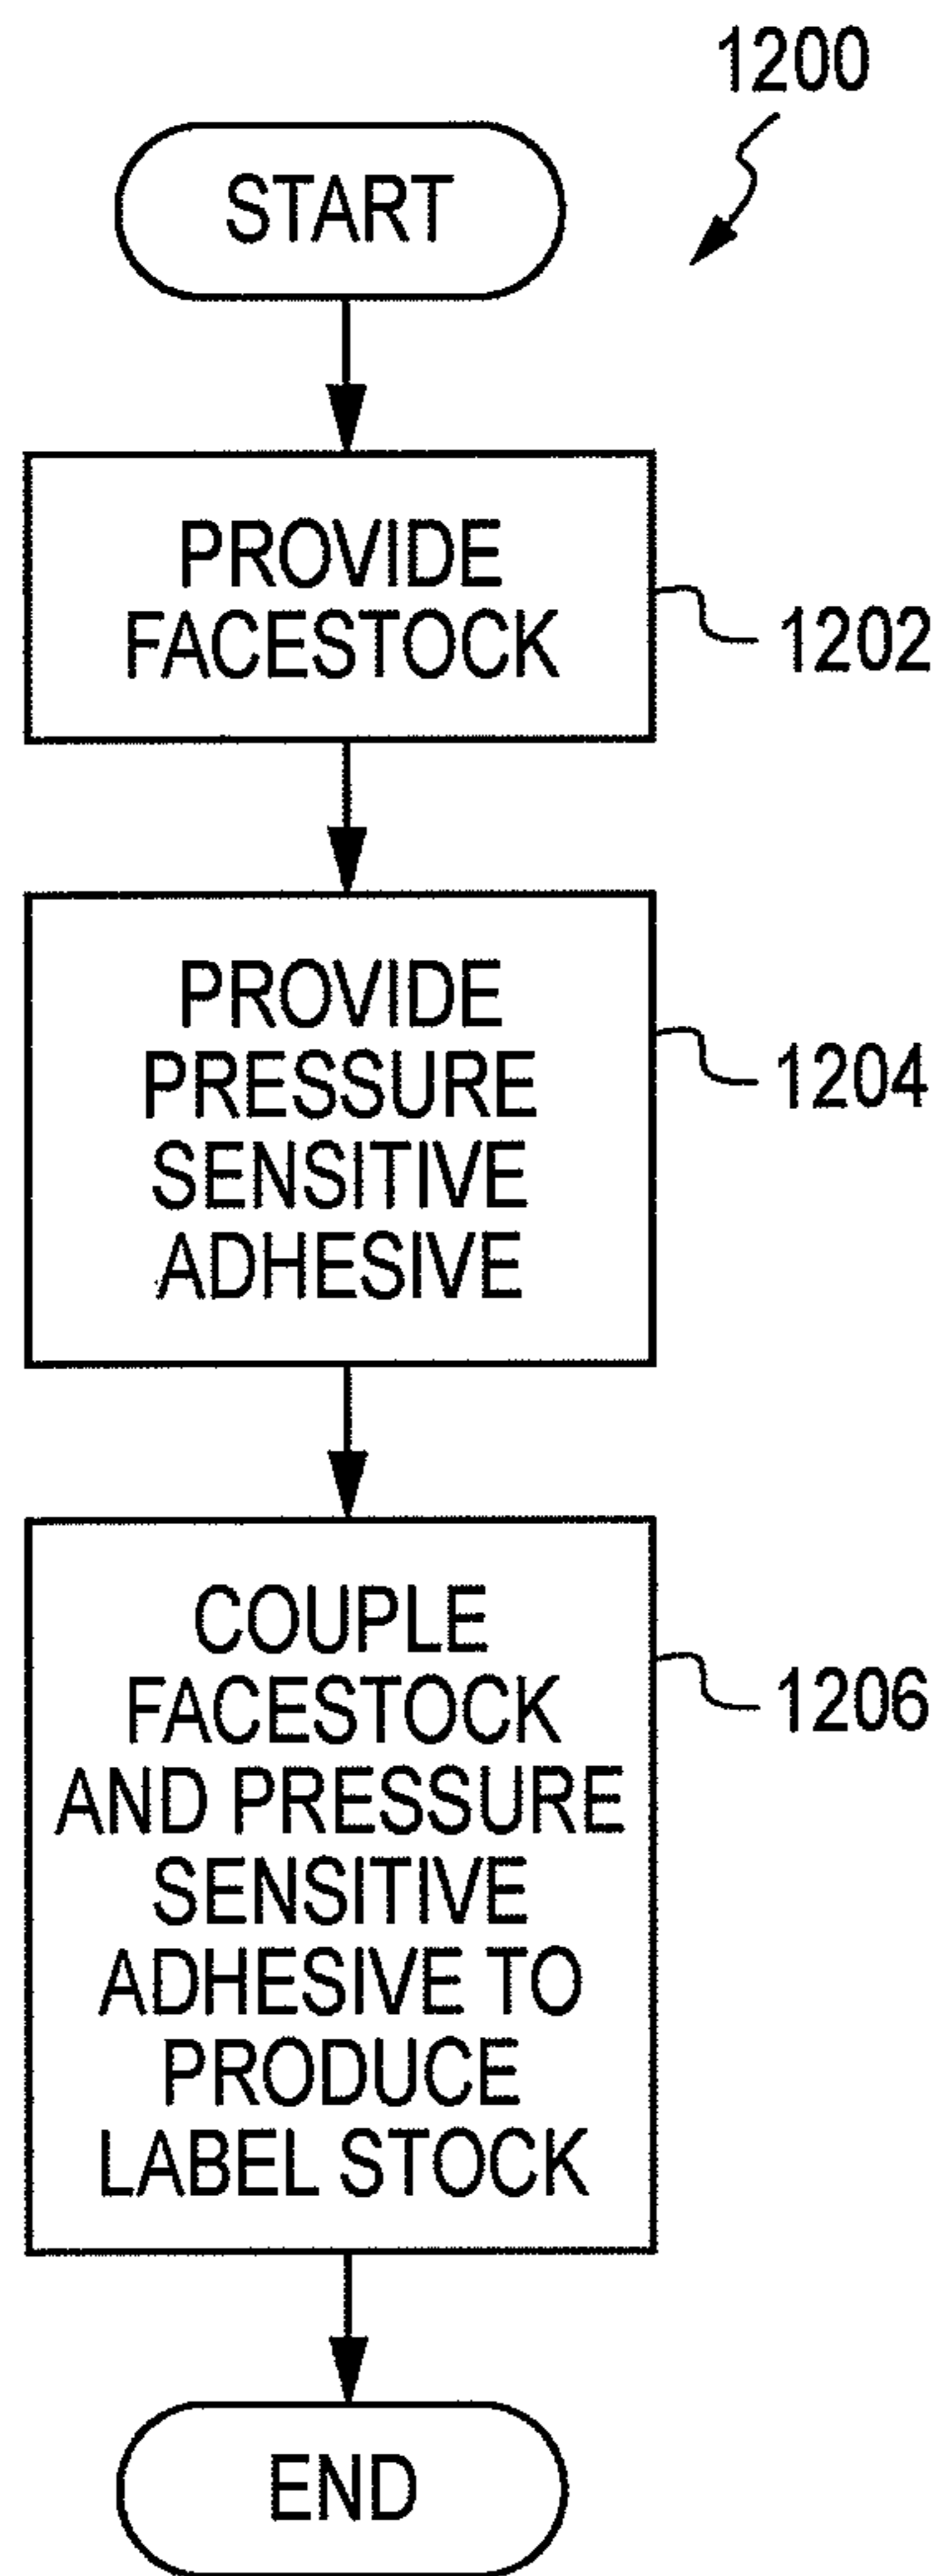 1200
START
PROVIDE
FACESTOCK
1202
PROVIDE
PRESSURE
SENSITIVE
ADHESIVE
1204
COUPLE
FACESTOCK
AND PRESSURE
SENSITIVE
ADHESIVE TO
PRODUCE
LABEL STOCK
1206
END